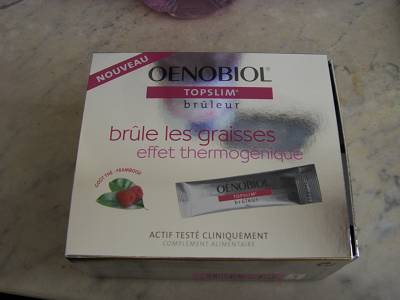 NOUVEAU
OENOBIOL®
TOPSLIM®
brûleur
brûle les graisses
effet thermogénique
GOÛT THÉ-FRAMBOISE
OENOBIOL
TOPSLIM®
brûleur
ACTIF TESTÉ CLINIQUEMENT
COMPLÉMENT ALIMENTAIRE